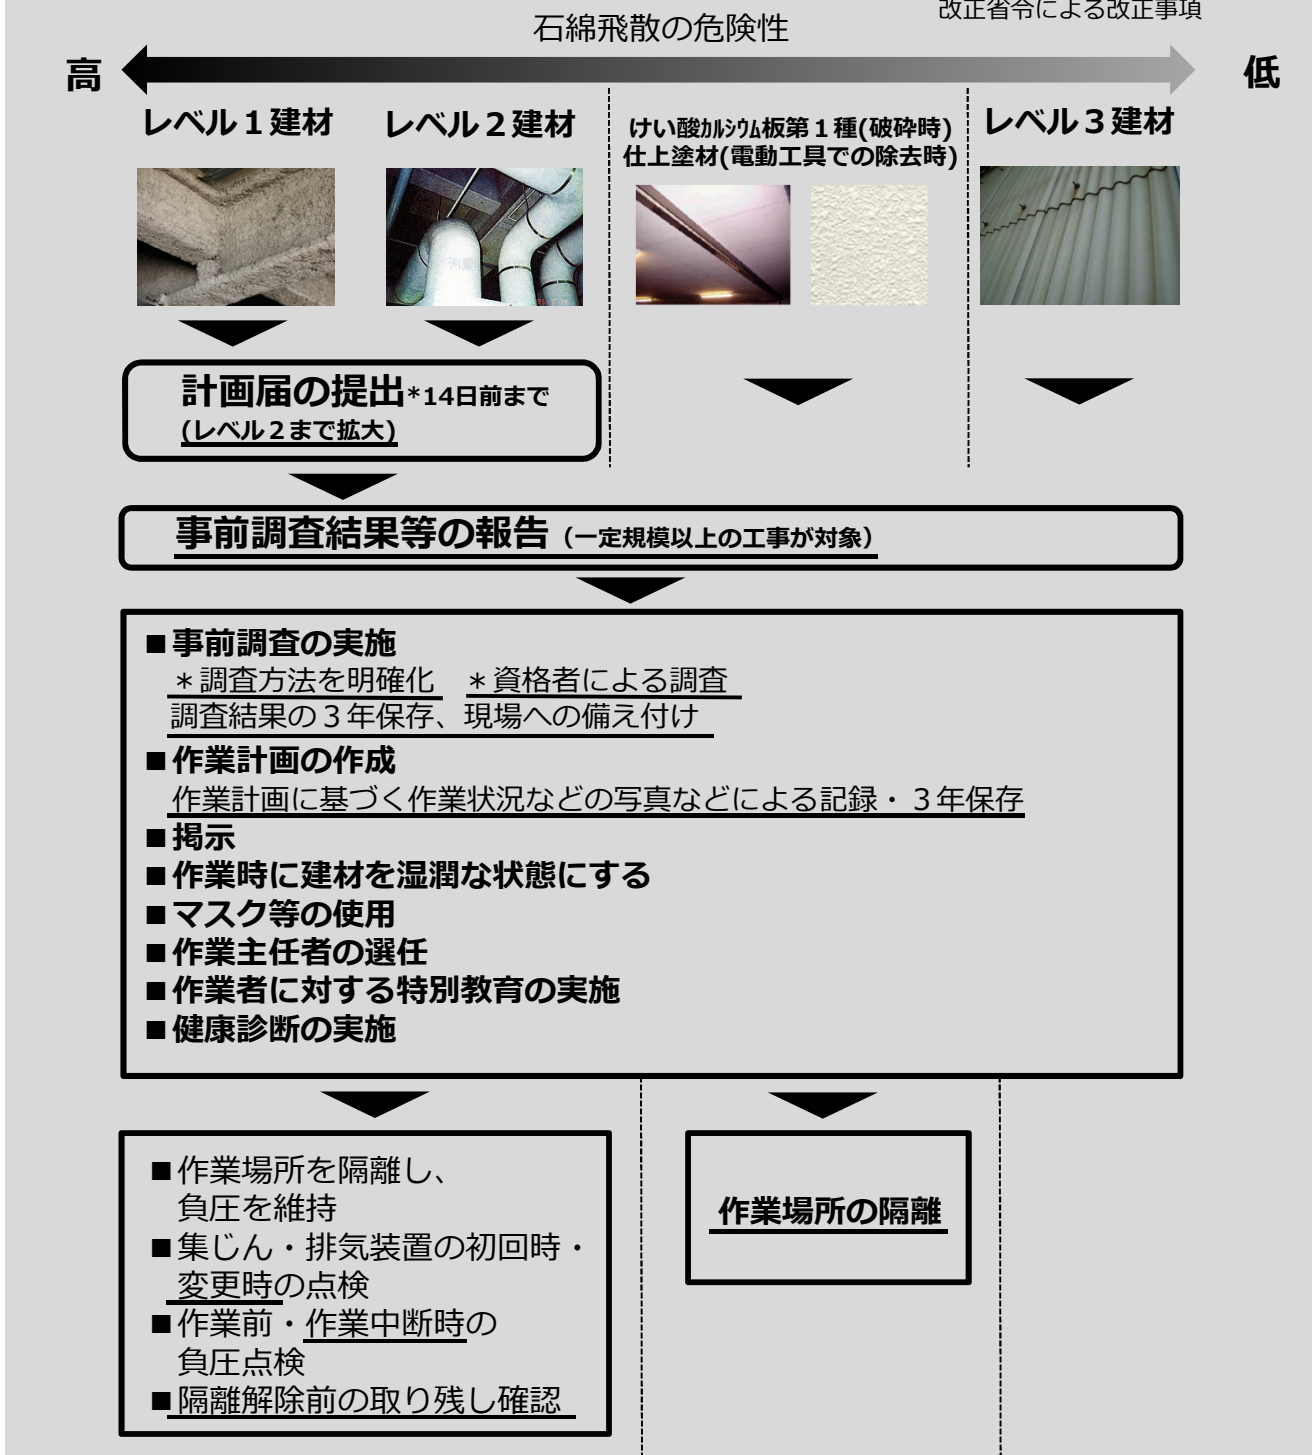 改正省令による改正事項
石綿飛散の危険性
高
低
レベル１建材
レベル２建材
けい酸ｶﾙｼｳﾑ板第１種(破砕時)
仕上塗材(電動工具での除去時)
レベル３建材
計画届の提出*14日前まで
(レベル２まで拡大)
事前調査結果等の報告（一定規模以上の工事が対象）
■事前調査の実施
＊調査方法を明確化　＊資格者による調査
調査結果の３年保存、現場への備え付け
■作業計画の作成
作業計画に基づく作業状況などの写真などによる記録・３年保存
■掲示
■作業時に建材を湿潤な状態にする
■マスク等の使用
■作業主任者の選任
■作業者に対する特別教育の実施
■健康診断の実施
■作業場所を隔離し、
負圧を維持
■集じん・排気装置の初回時・
変更時の点検
■作業前・作業中断時の
負圧点検
■隔離解除前の取り残し確認
作業場所の隔離